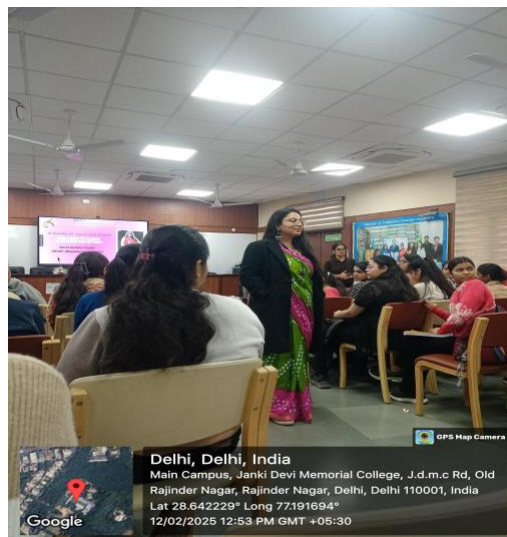 GPS Map Camera
Delhi, Delhi, India
Main Campus, Janki Devi Memorial College, J.d.m.c Rd, Old
Rajinder Nagar, Rajinder Nagar, Delhi, Delhi 110001, India
Lat 28.642229° Long 77.191694°
12/02/2025 12:53 PM GMT +05:30
Google